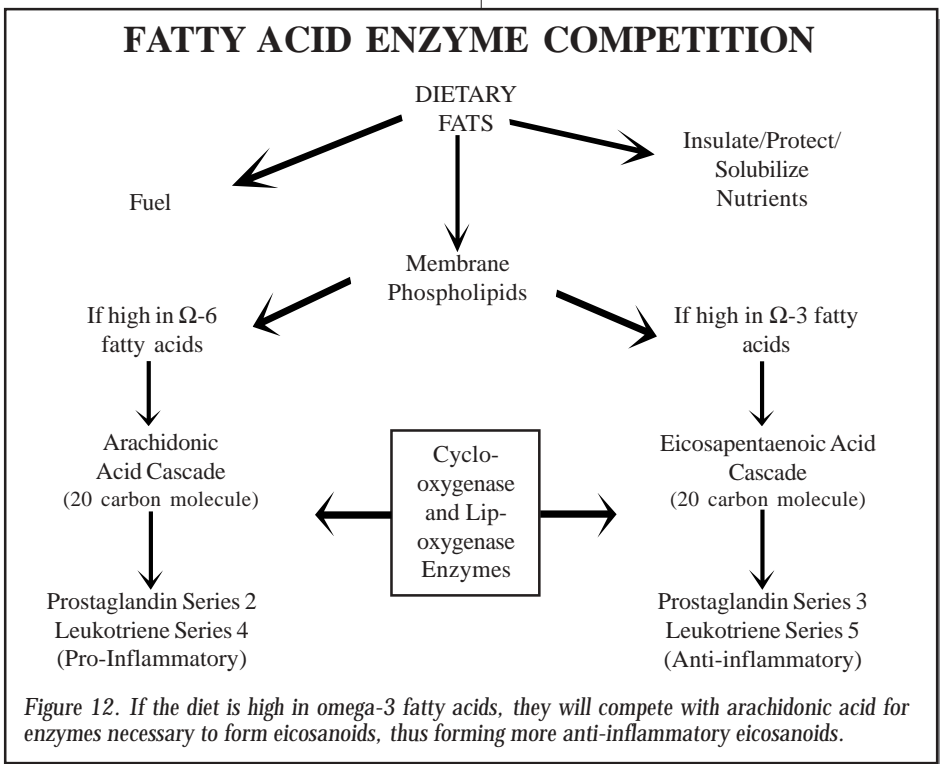 FATTY ACID ENZYME COMPETITION
DIETARY
FATS
Insulate/Protect/
Solubilize
Nutrients
Fuel
Membrane
Phospholipids
If high in Ω-6
fatty acids
If high in Ω-3 fatty
acids
Arachidonic
Acid Cascade
(20 carbon molecule)
Cyclo-
oxygenase
and Lip-
oxygenase
Enzymes
Eicosapentaenoic Acid
Cascade
(20 carbon molecule)
Prostaglandin Series 2
Leukotriene Series 4
(Pro-Inflammatory)
Prostaglandin Series 3
Leukotriene Series 5
(Anti-inflammatory)
Figure 12. If the diet is high in omega-3 fatty acids, they will compete with arachidonic acid for
enzymes necessary to form eicosanoids, thus forming more anti-inflammatory eicosanoids.